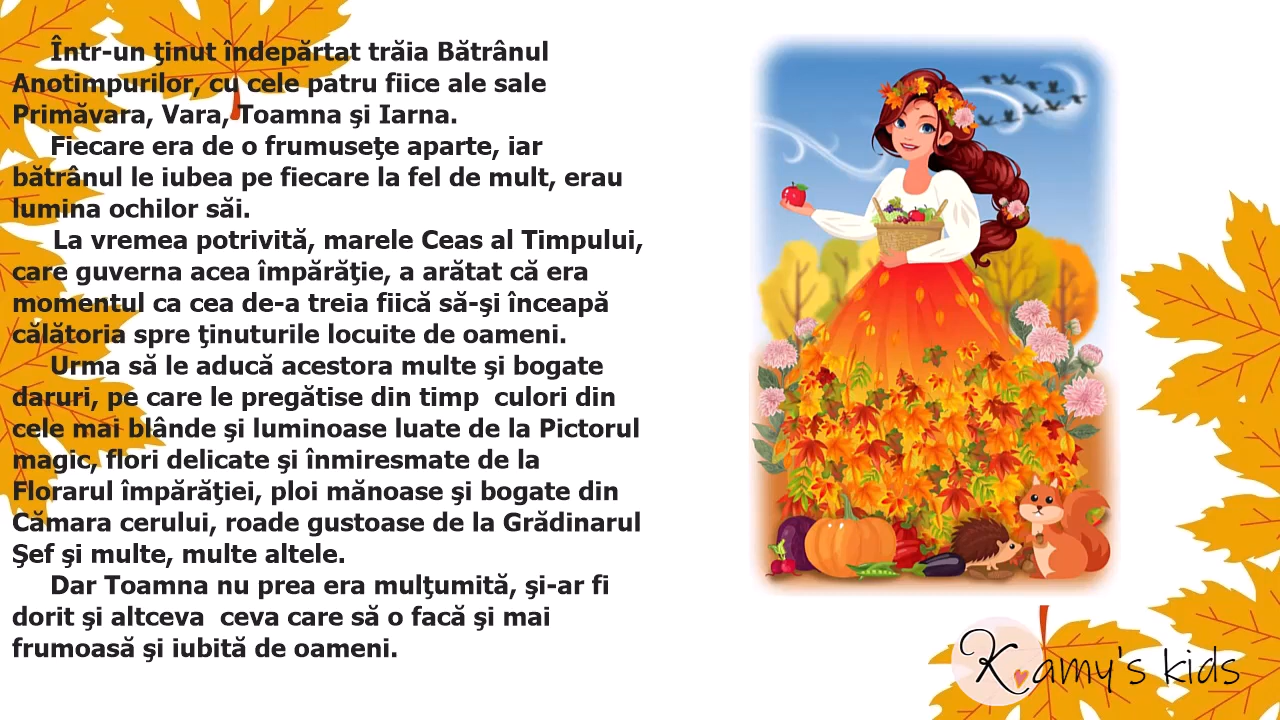 Într-un ţinut îndepărtat trăia Bătrânul
Anotimpurilor, cu cele patru fiice ale sale
Primăvara, Vara, Toamna şi Iarna.
Fiecare era de o frumuseţe aparte, iar
bătrânul le iubea pe fiecare la fel de mult, erau
lumina ochilor săi.
La vremea potrivită, marele Ceas al Timpului,
care guverna acea împărăţie, a arătat că era
momentul ca cea de-a treia fiică să-şi înceapă
călătoria spre ţinuturile locuite de oameni.
Urma să le aducă acestora multe şi bogate
daruri, pe care le pregătise din timp  culori din
cele mai blânde şi luminoase luate de la Pictorul
magic, flori delicate şi înmiresmate de la
Florarul împărăţiei, ploi mănoase şi bogate din
Cămara cerului, roade gustoase de la Grădinarul
Şef şi multe, multe altele.
Dar Toamna nu prea era mulţumită, şi-ar fi
dorit şi altceva  ceva care să o facă şi mai
frumoasă şi iubită de oameni.
Kamy's kids